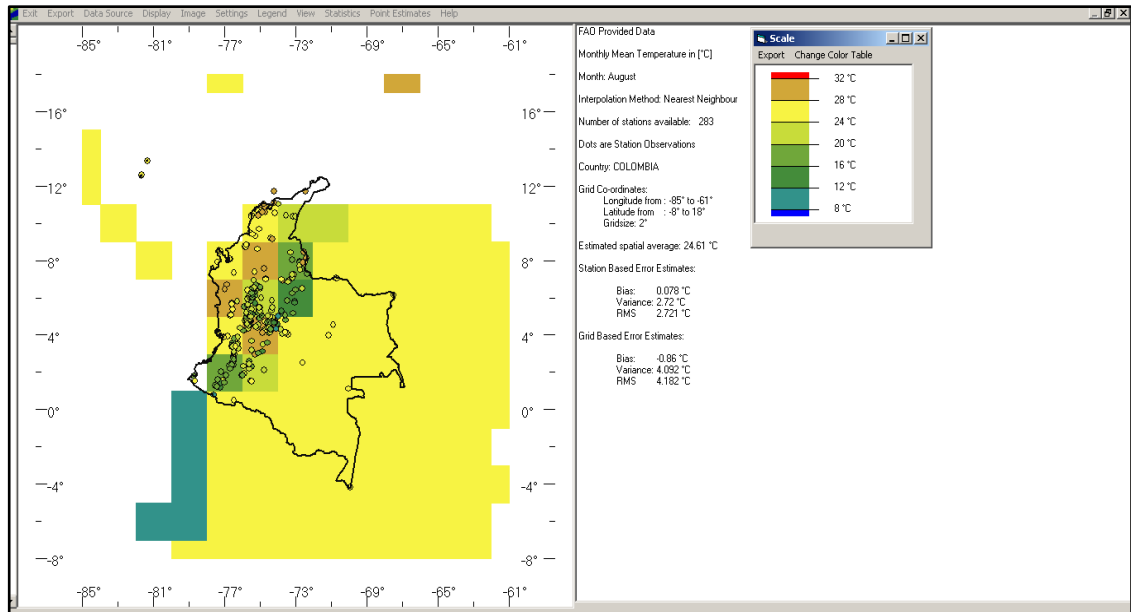 Exit Export Data Source Display Image Settings Legend View Statistics Point Estimates Help
-85° -81° -77° -73° -69° -65° -61°
16° 16°
12° 12°
8° 8°
4° 4°
0° 0°
-4° -4°
-8° -8°
-85° -81° -77° -73° -69° -65° -61°
FAO Provided Data
Monthly Mean Temperature in [°C]
Month: August
Interpolation Method: Nearest Neighbour
Number of stations available: 283
Dots are Station Observations
Country: COLOMBIA
Grid Co-ordinates:
Longitude from : -85° to -61°
Latitude from : -8° to 18°
Gridsize: 2°
Estimated spatial average: 24.61 °C
Station Based Error Estimates:
Bias: 0.078 °C
Variance: 2.72 °C
RMS 2.721 °C
Grid Based Error Estimates:
Bias: -0.86 °C
Variance: 4.092 °C
RMS 4.182 °C
Scale
Export Change Color Table
32 °C
28 °C
24 °C
20 °C
16 °C
12 °C
8 °C